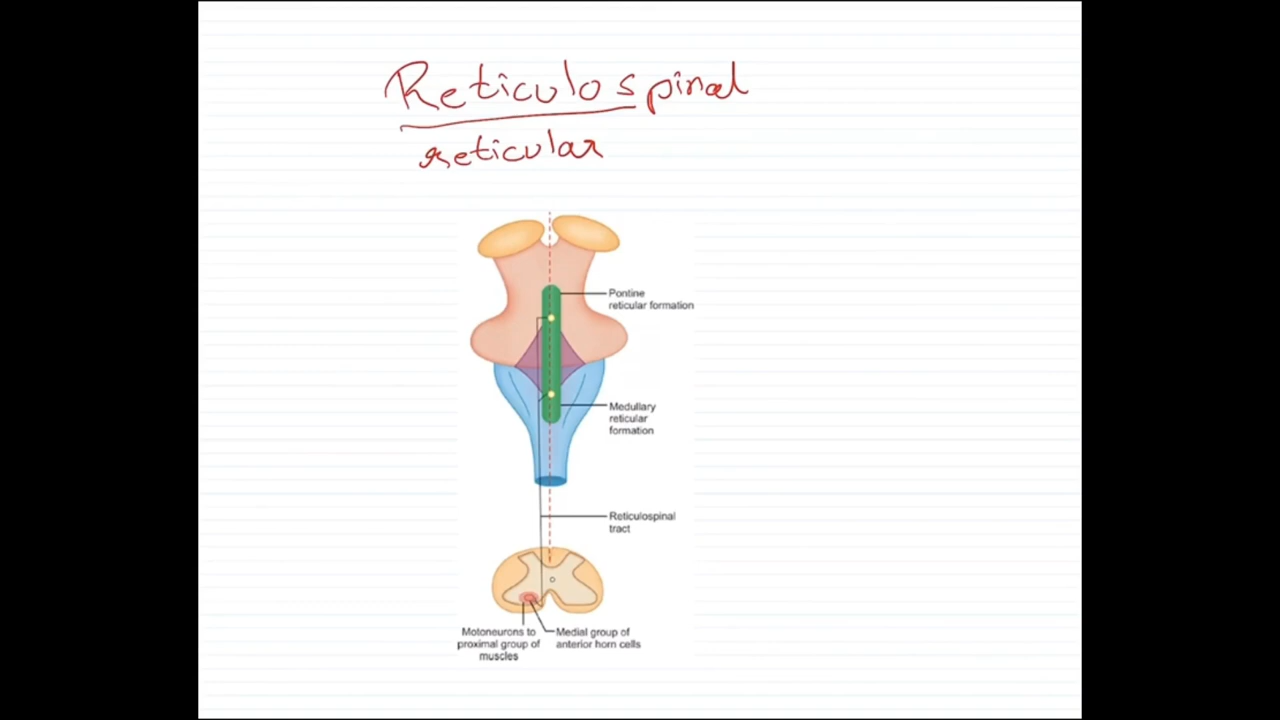 Reticulospinal
reticular
Pontine
reticular formation
Medullary
reticular
formation
Reticulospinal
tract
Motoneurons to
proximal group of
muscles
Medial group of
anterior horn cells